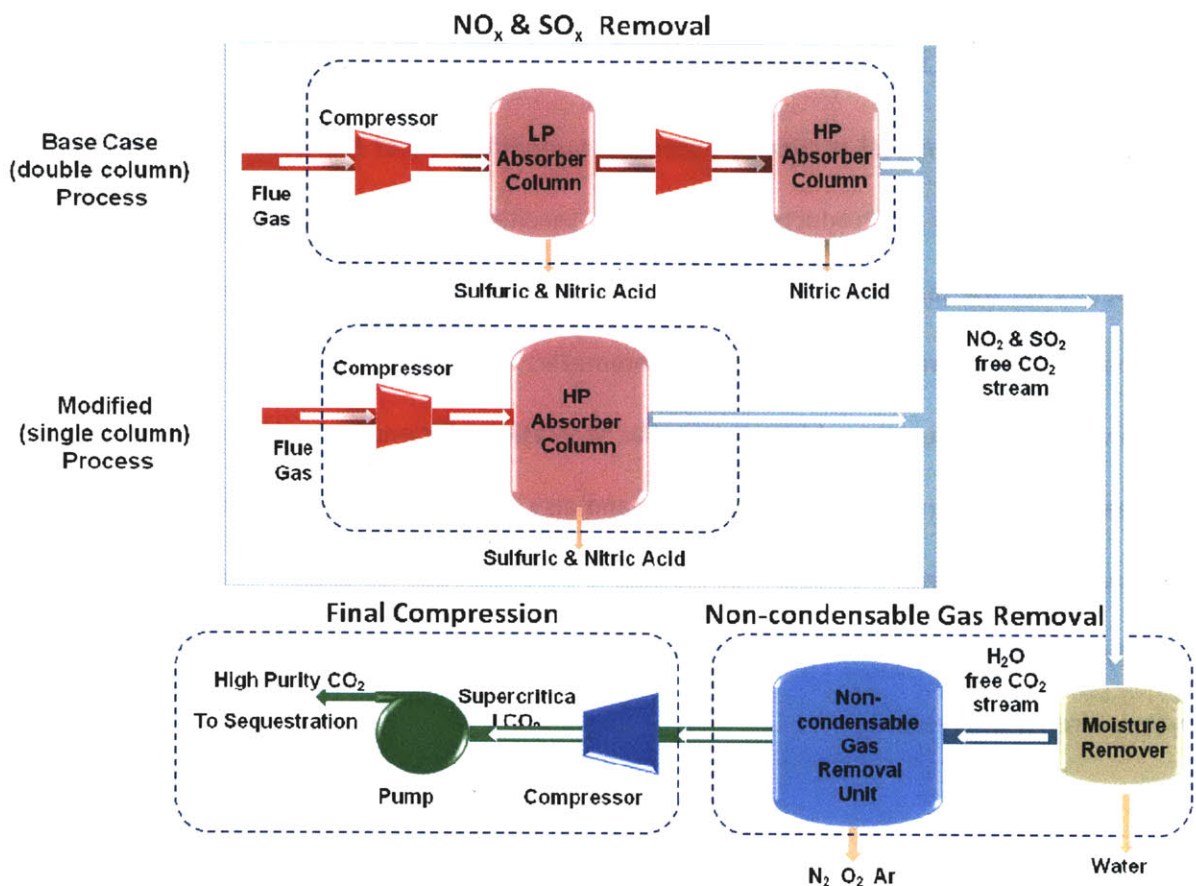 NOx & SOx Removal
Base Case
(double column)
Process
Compressor
Flue
Gas
LP
Absorber
Column
HP
Absorber
Column
Sulfuric & Nitric Acid
Nitric Acid
Modified
(single column)
Process
Compressor
Flue
Gas
HP
Absorber
Column
Sulfuric & Nitric Acid
NO2 & SO2
free CO2
stream
Final Compression
High Purity CO2
To Sequestration
Supercritica
l CO2
Pump
Compressor
Non-condensable Gas Removal
H2O
free CO2
stream
Non-
condensable
Gas
Removal
Unit
Moisture
Remover
N2 O2 Ar
Water